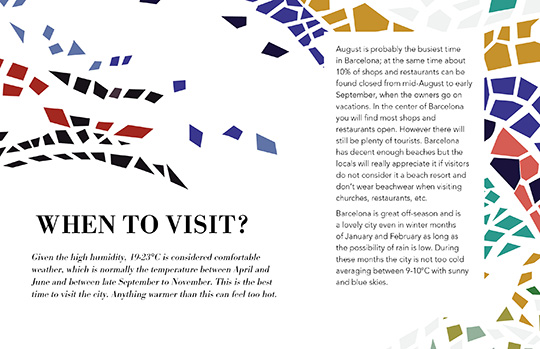 WHEN TO VISIT?
Given the high humidity, 19-23ºC is considered comfortable
weather, which is normally the temperature between April and
June and between late September to November. This is the best
time to visit the city. Anything warmer than this can feel too hot.
August is probably the busiest time
in Barcelona; at the same time about
10% of shops and restaurants can be
found closed from mid-August to early
September, when the owners go on
vacations. In the center of Barcelona
you will find most shops and
restaurants open. However there will
still be plenty of tourists. Barcelona
has decent enough beaches but the
locals will really appreciate it if visitors
do not consider it a beach resort and
don't wear beachwear when visiting
churches, restaurants, etc.
Barcelona is great off-season and is
a lovely city even in winter months
of January and February as long as
the possibility of rain is low. During
these months the city is not too cold
averaging between 9-10ºC with sunny
and blue skies.